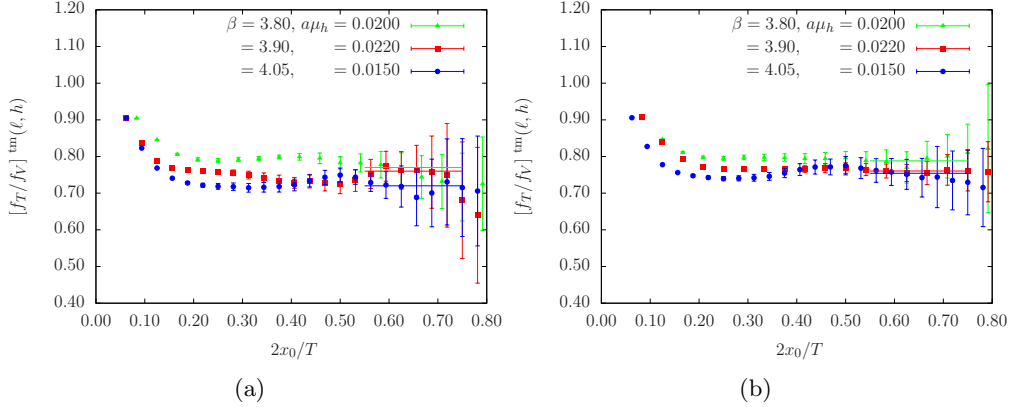 1.20
1.10
1.00
0.90
0.80
0.70
0.60
0.50
0.40
[f_T/f_V]^{tm}(ℓ, h)
β = 3.80, aμ_h = 0.0200
= 3.90, = 0.0220
= 4.05, = 0.0150
0.00 0.10 0.20 0.30 0.40 0.50 0.60 0.70 0.80
2x_0/T
(a)
1.20
1.10
1.00
0.90
0.80
0.70
0.60
0.50
0.40
[f_T/f_V]^{tm}(ℓ, h)
β = 3.80, aμ_h = 0.0200
= 3.90, = 0.0220
= 4.05, = 0.0150
0.00 0.10 0.20 0.30 0.40 0.50 0.60 0.70 0.80
2x_0/T
(b)